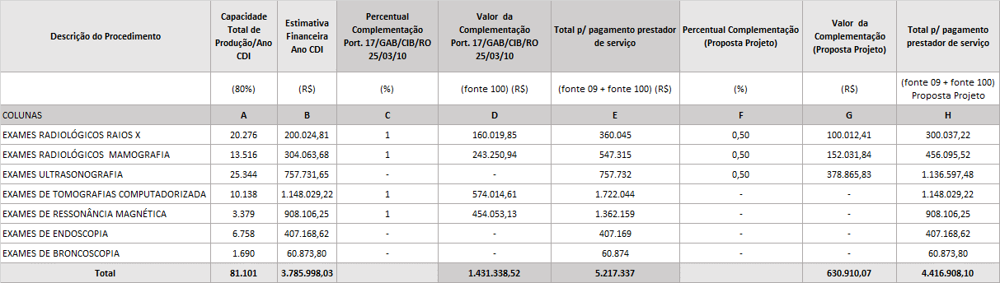 Descrição do Procedimento | Capacidade Total de Produção/Ano CDI | Estimativa Financeira Ano CDI | Percentual Complementação Port. 17/GAB/CIB/RO 25/03/10 | Valor da Complementação Port. 17/GAB/CIB/RO 25/03/10 | Total p/ pagamento prestador de serviço | Percentual Complementação (Proposta Projeto) | Valor da Complementação (Proposta Projeto) | Total p/ pagamento prestador de serviço
(80%) | (R$) | (%) | (fonte 100) (R$) | (fonte 09 + fonte 100) (R$) | (%) | (R$) | (fonte 09 + fonte 100) Proposta Projeto
COLUNAS | A | B | C | D | E | F | G | H
EXAMES RADIOLÓGICOS RAIOS X | 20.276 | 200.024,81 | 1 | 160.019,85 | 360.045 | 0,50 | 100.012,41 | 300.037,22
EXAMES RADIOLÓGICOS MAMOGRAFIA | 13.516 | 304.063,68 | 1 | 243.250,94 | 547.315 | 0,50 | 152.031,84 | 456.095,52
EXAMES ULTRASONOGRAFIA | 25.344 | 757.731,65 | - | - | 757.732 | 0,50 | 378.865,83 | 1.136.597,48
EXAMES DE TOMOGRAFIAS COMPUTADORIZADA | 10.138 | 1.148.029,22 | 1 | 574.014,61 | 1.722.044 | - | - | 1.148.029,22
EXAMES DE RESSONÂNCIA MAGNÉTICA | 3.379 | 908.106,25 | 1 | 454.053,13 | 1.362.159 | - | - | 908.106,25
EXAMES DE ENDOSCOPIA | 6.758 | 407.168,62 | - | - | 407.169 | - | - | 407.168,62
EXAMES DE BRONCOSCOPIA | 1.690 | 60.873,80 | - | - | 60.874 | - | - | 60.873,80
Total | 81.101 | 3.785.998,03 | 1.431.338,52 | 5.217.337 | 630.910,07 | 4.416.908,10